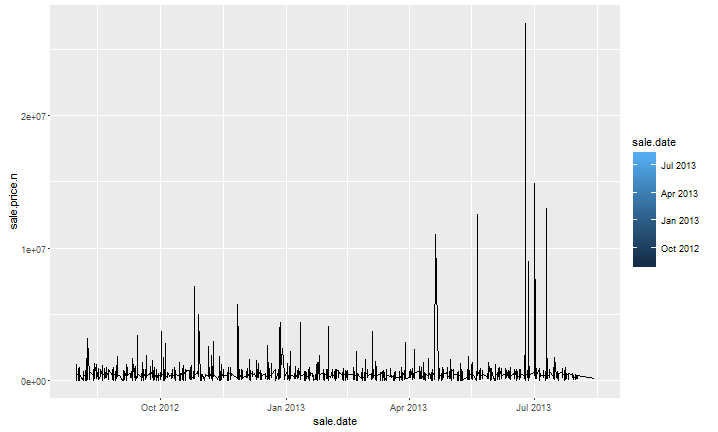 sale.price.n
2e+07
1e+07
0e+00
Oct 2012
Jan 2013
Apr 2013
Jul 2013
sale.date
sale.date
Jul 2013
Apr 2013
Jan 2013
Oct 2012